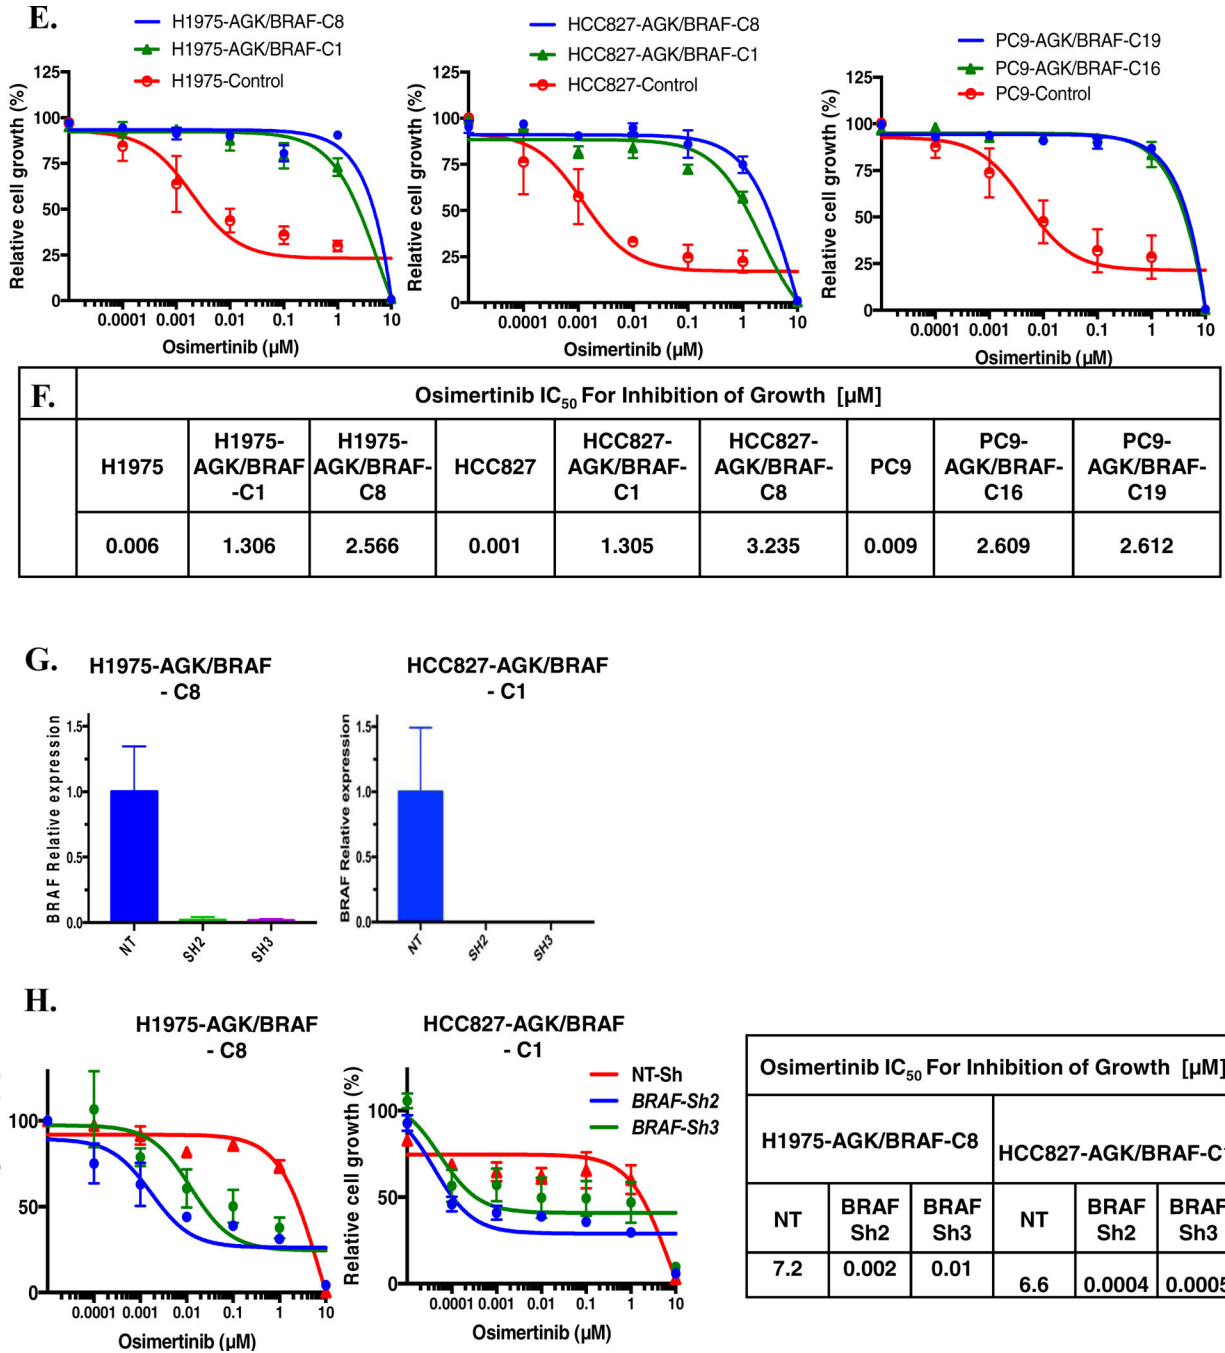 E.
H1975-AGK/BRAF-C8
H1975-AGK/BRAF-C1
H1975-Control
Relative cell growth (%)
125
100
75
50
25
0
0.0001 0.001 0.01 0.1 1 10
Osimertinib (μM)
HCC827-AGK/BRAF-C8
HCC827-AGK/BRAF-C1
HCC827-Control
Relative cell growth (%)
125
100
75
50
25
0
0.0001 0.001 0.01 0.1 1 10
Osimertinib (μM)
PC9-AGK/BRAF-C19
PC9-AGK/BRAF-C16
PC9-Control
Relative cell growth (%)
125
100
75
50
25
0
0.0001 0.001 0.01 0.1 1 10
Osimertinib (μM)
F.
Osimertinib IC50 For Inhibition of Growth [μM]
H1975
H1975-
AGK/BRAF
-C1
H1975-
AGK/BRAF-
C8
HCC827
HCC827-
AGK/BRAF-
C1
HCC827-
AGK/BRAF-
C8
PC9
PC9-
AGK/BRAF-
C16
PC9-
AGK/BRAF-
C19
0.006 1.306 2.566 0.001 1.305 3.235 0.009 2.609 2.612
G.
H1975-AGK/BRAF
- C8
BRAF Relative expression
1.5
1.0
0.5
0.0
NT SH2 SH3
HCC827-AGK/BRAF
- C1
BRAF Relative expression
1.5
1.0
0.5
0.0
NT SH2 SH3
H.
H1975-AGK/BRAF
- C8
100
50
0
0.0001 0.001 0.01 0.1 1 10
Osimertinib (μM)
HCC827-AGK/BRAF
- C1
NT-Sh
BRAF-Sh2
BRAF-Sh3
Relative cell growth (%)
100
50
0
0.0001 0.001 0.01 0.1 1 10
Osimertinib (μM)
Osimertinib IC50 For Inhibition of Growth [μM]
H1975-AGK/BRAF-C8
HCC827-AGK/BRAF-C1
NT
BRAF
Sh2
BRAF
Sh3
NT
BRAF
Sh2
BRAF
Sh3
7.2 0.002 0.01 6.6 0.0004 0.0005